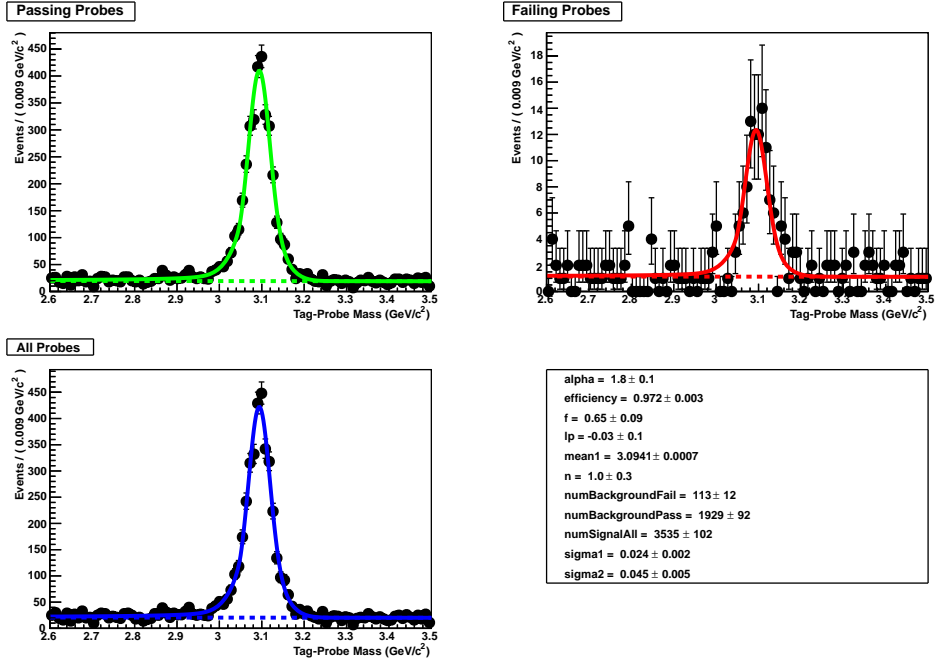 Passing Probes
Events / ( 0.009 GeV/c²)
450
400
350
300
250
200
150
100
50
0
2.6 2.7 2.8 2.9 3 3.1 3.2 3.3 3.4 3.5
Tag-Probe Mass (GeV/c²)
Failing Probes
Events / ( 0.009 GeV/c²)
18
16
14
12
10
8
6
4
2
0
2.6 2.7 2.8 2.9 3 3.1 3.2 3.3 3.4 3.5
Tag-Probe Mass (GeV/c²)
All Probes
Events / ( 0.009 GeV/c²)
450
400
350
300
250
200
150
100
50
0
2.6 2.7 2.8 2.9 3 3.1 3.2 3.3 3.4 3.5
Tag-Probe Mass (GeV/c²)
alpha = 1.8 ± 0.1
efficiency = 0.972 ± 0.003
f = 0.65 ± 0.09
lp = -0.03 ± 0.1
mean1 = 3.0941 ± 0.0007
n = 1.0 ± 0.3
numBackgroundFail = 113 ± 12
numBackgroundPass = 1929 ± 92
numSignalAll = 3535 ± 102
sigma1 = 0.024 ± 0.002
sigma2 = 0.045 ± 0.005